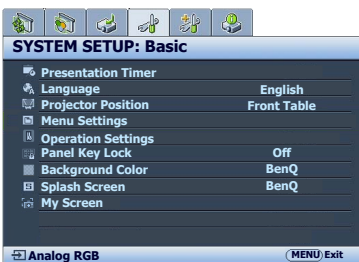 SYSTEM SETUP: Basic
Presentation Timer
Language English
Projector Position Front Table
Menu Settings
Operation Settings
Panel Key Lock Off
Background Color BenQ
Splash Screen BenQ
My Screen
Analog RGB MENU Exit